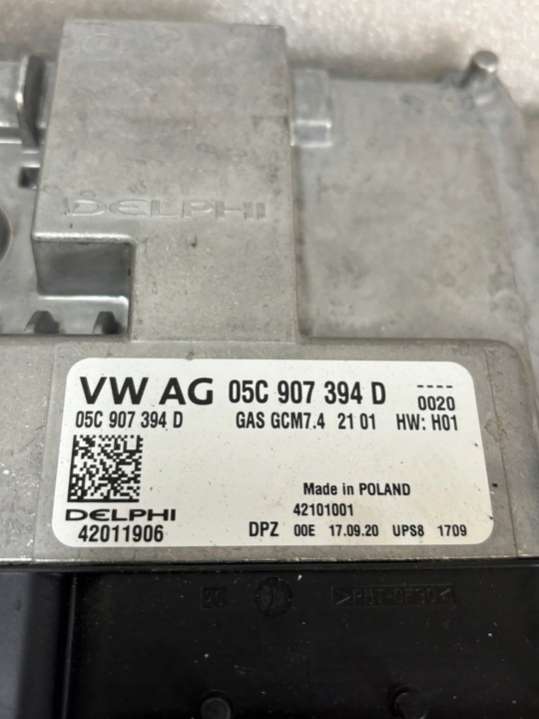 DELPHI
VW AG 05C 907 394 D ----
0020
05C 907 394 D GAS GCM7.4 21 01 HW: H01
Made in POLAND
42101001
DELPHI
42011906 DPZ 00E 17.09.20 UPS8 1709